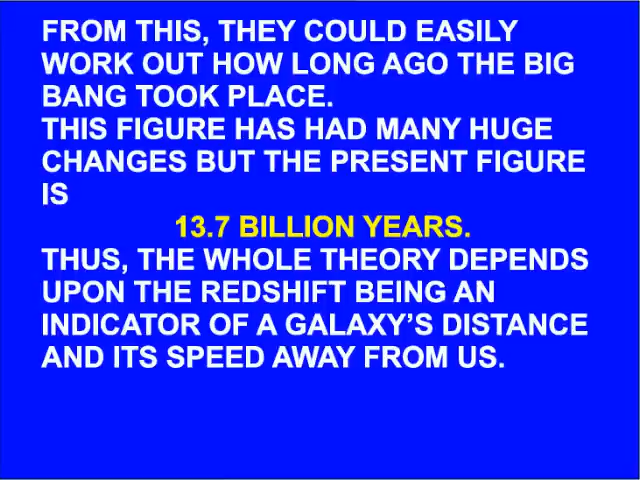 FROM THIS, THEY COULD EASILY
WORK OUT HOW LONG AGO THE BIG
BANG TOOK PLACE.
THIS FIGURE HAS HAD MANY HUGE
CHANGES BUT THE PRESENT FIGURE
IS
13.7 BILLION YEARS.
THUS, THE WHOLE THEORY DEPENDS
UPON THE REDSHIFT BEING AN
INDICATOR OF A GALAXY’S DISTANCE
AND ITS SPEED AWAY FROM US.